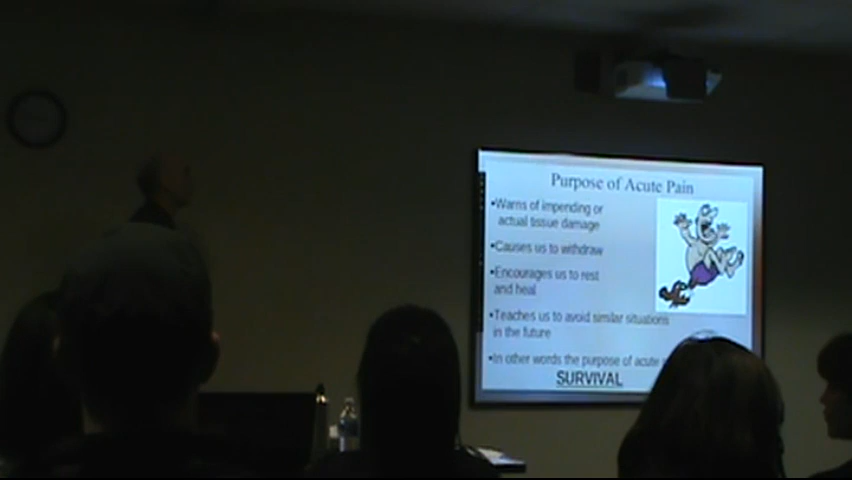 Purpose of Acute Pain
•Warns of impending or
actual tissue damage
•Causes us to withdraw
•Encourages us to rest
and heal
•Teaches us to avoid similar situations
in the future
•In other words the purpose of acute
SURVIVAL